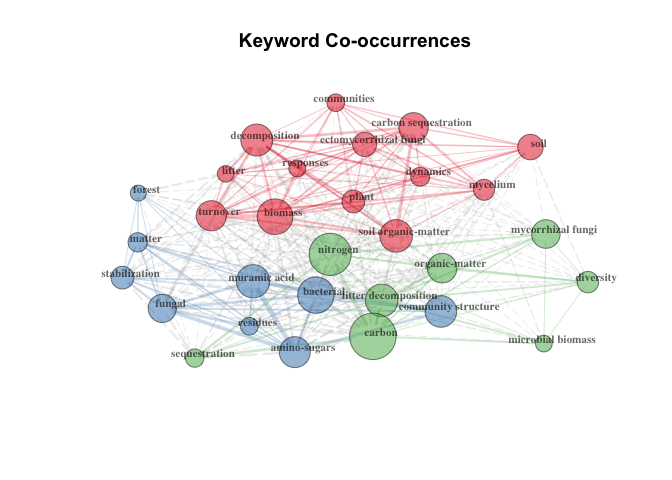 Keyword Co-occurrences
communities
carbon sequestration
decomposition
ectomycorrhizal fungi
soil
responses
litter
dynamics
mycelium
forest
plant
turnover
biomass
soil organic-matter
mycorrhizal fungi
matter
nitrogen
organic-matter
stabilization
muramic acid
diversity
bacterial
litter decomposition
fungal
community structure
residues
carbon
microbial biomass
amino-sugars
sequestration